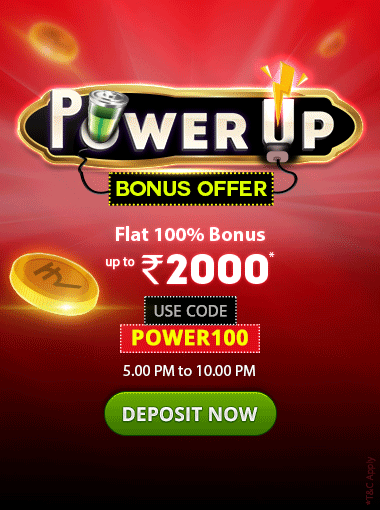 POWER UP
BONUS OFFER
Flat 100% Bonus
up to ₹2000*
USE CODE
POWER100
5.00 PM to 10.00 PM
DEPOSIT NOW
*T&C Apply